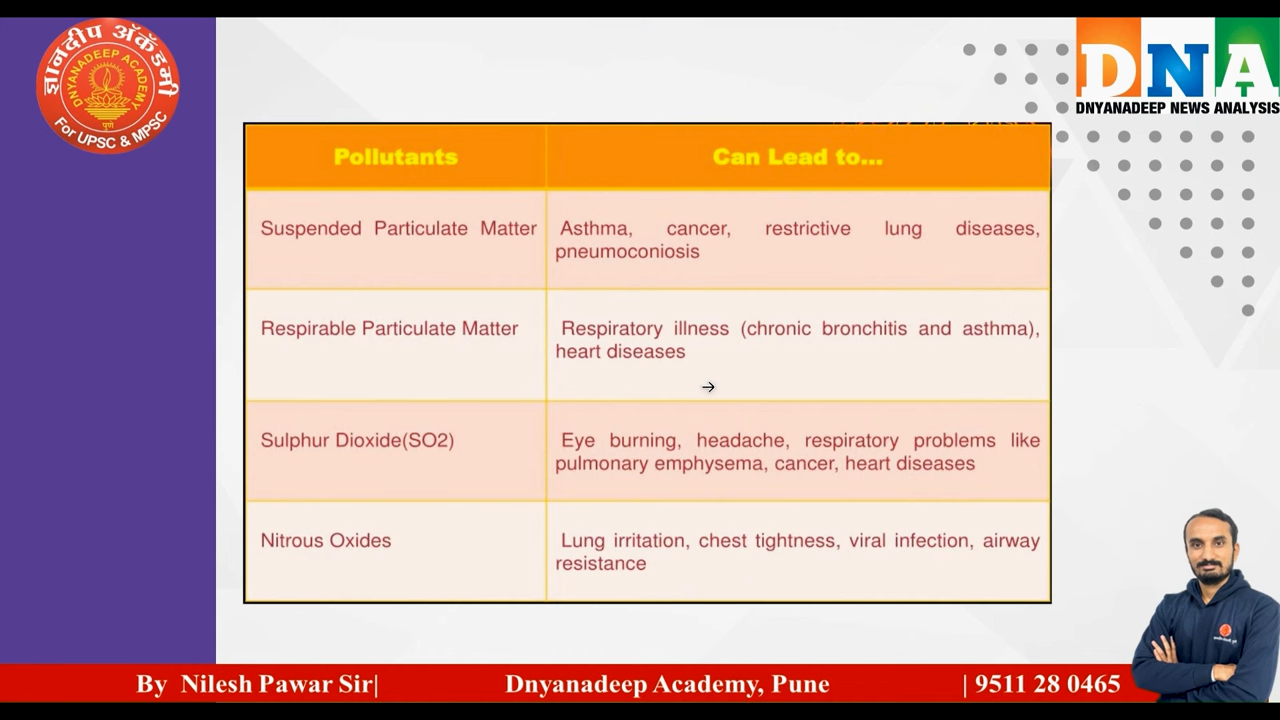 ज्ञानदीप अॅकॅडमी
DNYANADEEP ACADEMY
पुणे
For UPSC & MPSC
DNA
DNYANADEEP NEWS ANALYSIS
Pollutants
Can Lead to...
Suspended Particulate Matter
Asthma, cancer, restrictive lung diseases,
pneumoconiosis
Respirable Particulate Matter
Respiratory illness (chronic bronchitis and asthma),
heart diseases
Sulphur Dioxide(SO2)
Eye burning, headache, respiratory problems like
pulmonary emphysema, cancer, heart diseases
Nitrous Oxides
Lung irritation, chest tightness, viral infection, airway
resistance
By Nilesh Pawar Sir|
Dnyanadeep Academy, Pune
| 9511 28 0465